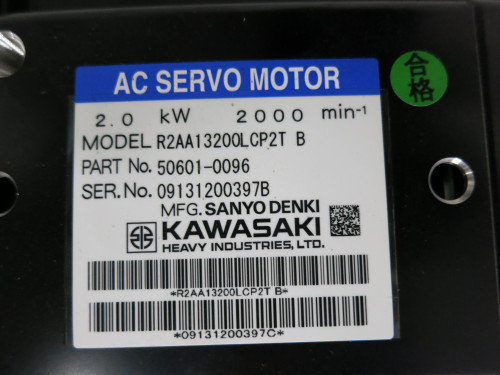 AC SERVO MOTOR
合格
2.0 kW 2000 min-1
MODEL R2AA13200LCP2T B
PART No. 50601-0096
SER.No. 09131200397B
MFG. SANYO DENKI
KAWASAKI
HEAVY INDUSTRIES, LTD.
*R2AA13200LCP2T B*
*09131200397C*